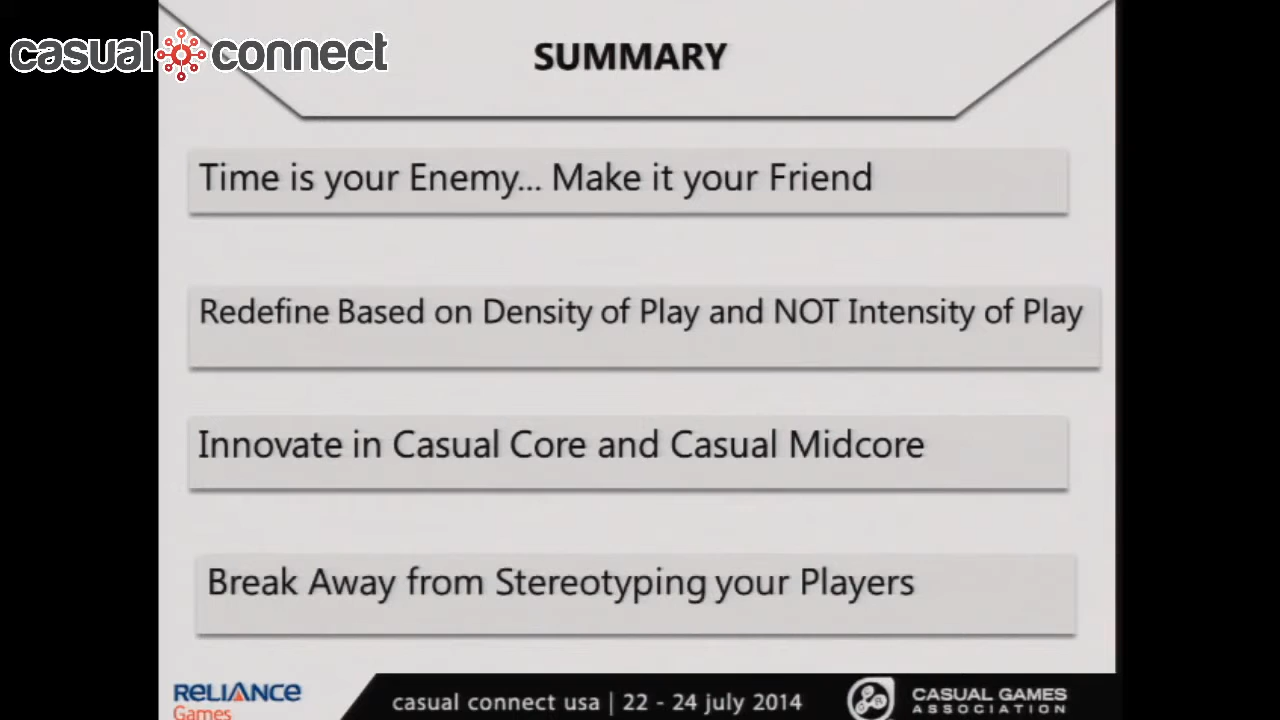 casual connect
SUMMARY
Time is your Enemy... Make it your Friend
Redefine Based on Density of Play and NOT Intensity of Play
Innovate in Casual Core and Casual Midcore
Break Away from Stereotyping your Players
RELIANCE
Games
casual connect usa | 22 - 24 july 2014
CASUAL GAMES
ASSOCIATION